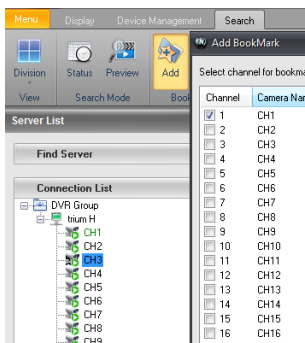 Menu Display Device Management Search
Add BookMark
Division Status Preview Add
Select channel for bookma
View Search Mode Book
Channel Camera Nar
Server List
1 CH1
2 CH2
Find Server
3 CH3
4 CH4
Connection List
5 CH5
DVR Group
6 CH6
trium H
7 CH7
CH1
8 CH8
CH2
9 CH9
CH3
10 CH10
11 CH11
CH4
12 CH12
CH5
13 CH13
CH6
14 CH14
CH7
15 CH15
CH8
16 CH16
CH9